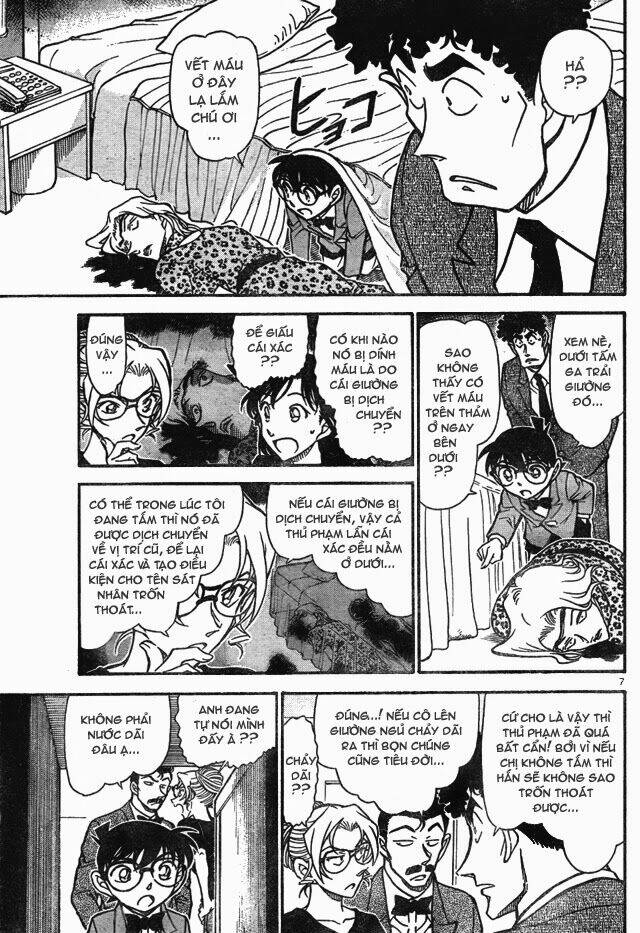 HẢ
??
VẾT MÁU
Ở ĐÂY
LẠ LẮM
CHÚ ƠI
...
ヒョコ
XEM NÈ,
DƯỚI TẤM
GA TRẢI
GIƯỜNG
ĐÓ...
SAO
KHÔNG
THẤY CÓ
VẾT MÁU
TRÊN THẢM
Ở NGAY
BÊN
DƯỚI
??
CÓ KHI NÀO
NÓ BỊ DÍNH
MÁU LÀ DO
CÁI GIƯỜNG
BỊ DỊCH
CHUYỂN
??
ĐỂ GIẤU
CÁI XÁC
??
ĐÚNG
VẬY ...
NẾU CÁI GIƯỜNG BỊ
DỊCH CHUYỂN, VẬY CẢ
THỦ PHẠM LẪN CÁI
XÁC ĐỀU NẰM
Ở DƯỚI...
CÓ THỂ TRONG LÚC TÔI
ĐANG TẮM THÌ NÓ ĐÃ
ĐƯỢC DỊCH CHUYỂN
VỀ VỊ TRÍ CŨ, ĐỂ LẠI
CÁI XÁC VÀ TẠO ĐIỀU
KIỆN CHO TÊN SÁT
NHÂN TRỐN
THOÁT...
7
CỨ CHO LÀ VẬY THÌ
THỦ PHẠM ĐÃ QUÁ
BẤT CẨN! BỞI VÌ NẾU
CHỊ KHÔNG TẮM THÌ
HẮN SẼ KHÔNG SAO
TRỐN THOÁT
ĐƯỢC...
ĐÚNG..! NẾU CÔ LÊN
GIƯỜNG NGỦ CHẢY DÃI
RA THÌ BỌN CHÚNG
CŨNG TIÊU ĐỜI...
CHẢY
DÃI ...
ANH ĐANG
TỰ NÓI MÌNH
ĐẤY À ??
KHÔNG PHẢI
NƯỚC DÃI
ĐÂU Ạ...